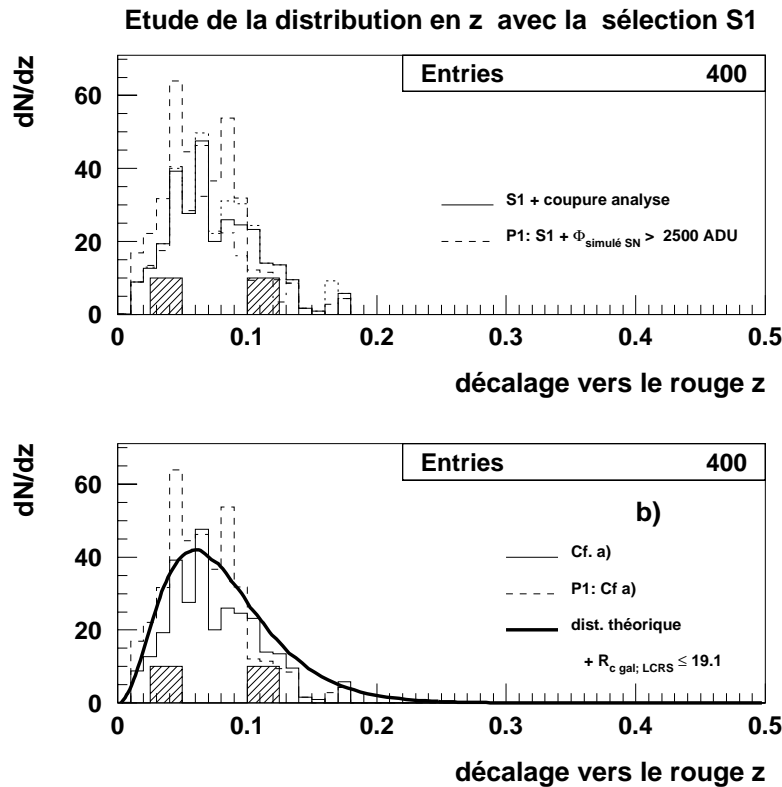 Etude de la distribution en z avec la sélection S1
Entries 400
dN/dz
60
40
20
0
S1 + coupure analyse
P1: S1 + Φsimulé SN > 2500 ADU
0 0.1 0.2 0.3 0.4 0.5
décalage vers le rouge z
Entries 400
dN/dz
60
40
20
0
b)
Cf. a)
P1: Cf a)
dist. théorique
+ Rc gal; LCRS ≤ 19.1
0 0.1 0.2 0.3 0.4 0.5
décalage vers le rouge z